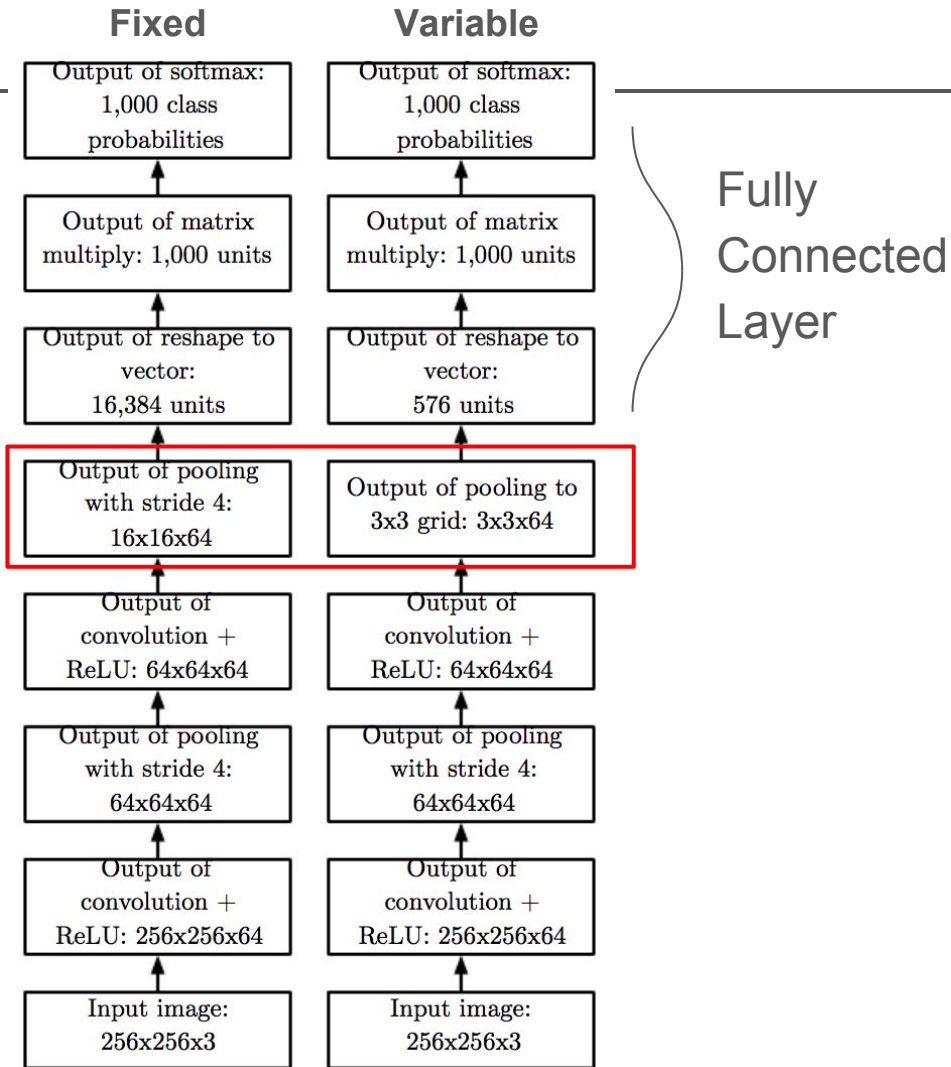 Fixed
Variable
Output of softmax:
1,000 class
probabilities
Output of softmax:
1,000 class
probabilities
Output of matrix
multiply: 1,000 units
Output of matrix
multiply: 1,000 units
Output of reshape to
vector:
16,384 units
Output of reshape to
vector:
576 units
Output of pooling
with stride 4:
16x16x64
Output of pooling to
3x3 grid: 3x3x64
Output of
convolution +
ReLU: 64x64x64
Output of
convolution +
ReLU: 64x64x64
Output of pooling
with stride 4:
64x64x64
Output of pooling
with stride 4:
64x64x64
Output of
convolution +
ReLU: 256x256x64
Output of
convolution +
ReLU: 256x256x64
Input image:
256x256x3
Input image:
256x256x3
Fully
Connected
Layer